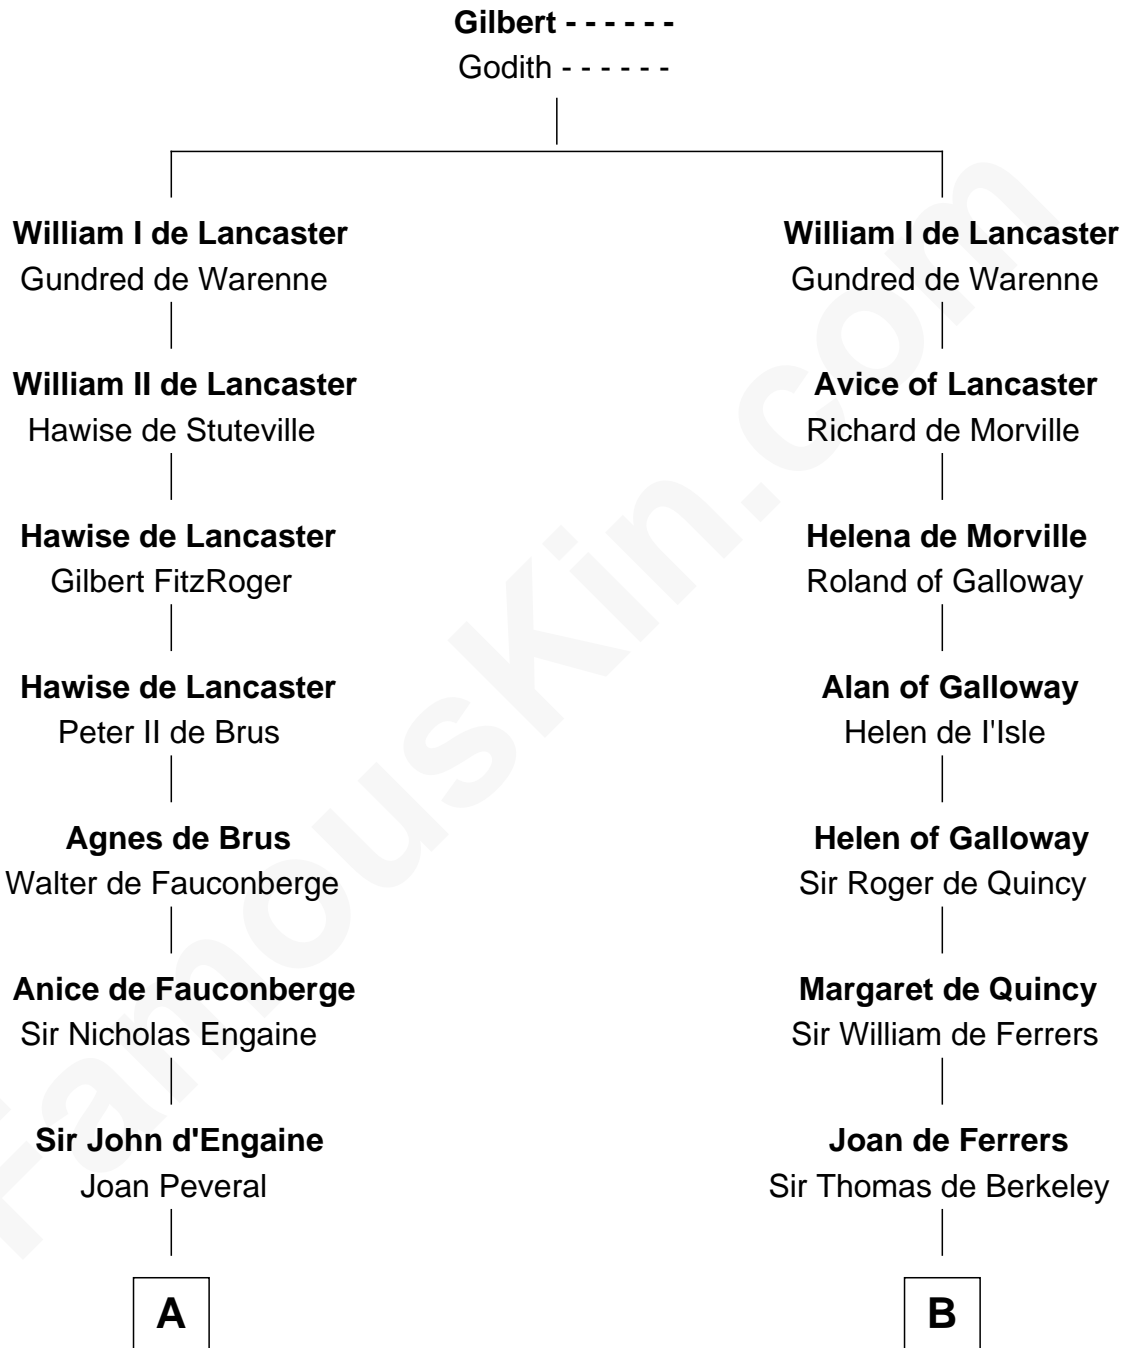 Gilbert - - - - - -
Godith - - - - - -
William I de Lancaster
Gundred de Warenne
William II de Lancaster
Hawise de Stuteville
Hawise de Lancaster
Gilbert FitzRoger
Hawise de Lancaster
Peter II de Brus
Agnes de Brus
Walter de Fauconberge
Anice de Fauconberge
Sir Nicholas Engaine
Sir John d'Engaine
Joan Peveral
A
William I de Lancaster
Gundred de Warenne
Avice of Lancaster
Richard de Morville
Helena de Morville
Roland of Galloway
Alan of Galloway
Helen de l'Isle
Helen of Galloway
Sir Roger de Quincy
Margaret de Quincy
Sir William de Ferrers
Joan de Ferrers
Sir Thomas de Berkeley
B
FamousKin.com